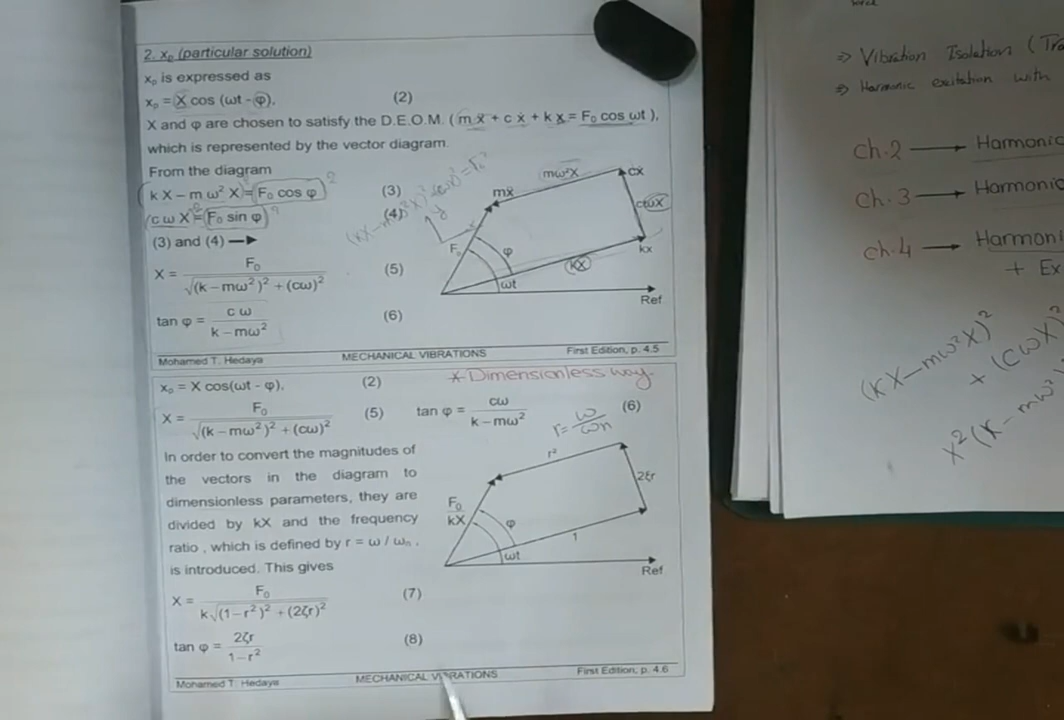 2. xₚ (particular solution)
xₚ is expressed as
xₚ = X cos (ωt - φ), (2)
X and φ are chosen to satisfy the D.E.O.M. ( m ẍ + c ẋ + k x = F₀ cos ωt ),
which is represented by the vector diagram.
From the diagram
k X – m ω² X = F₀ cos φ (3)
c ω X = F₀ sin φ (4)
(3) and (4) →
X = F₀ / √(k – mω²)² + (cω)² (5)
tan φ = c ω / k – mω² (6)
mω²X
mẍ
cẋ
cωX
kx
kX
F₀
φ
ωt
Ref
Mohamed T. Hedaya MECHANICAL VIBRATIONS First Edition, p. 4.5
* Dimensionless way.
xₚ = X cos(ωt - φ), (2)
X = F₀ / √(k – mω²)² + (cω)² (5) tan φ = cω / k – mω² (6)
r = ω / ωn
In order to convert the magnitudes of
the vectors in the diagram to
dimensionless parameters, they are
divided by kX and the frequency
ratio , which is defined by r = ω / ωₙ ,
is introduced. This gives
X = F₀ / k√(1 – r²)² + (2ζr)² (7)
tan φ = 2ζr / 1 – r² (8)
r²
2ξr
F₀ / kX
φ
1
ωt
Ref
Mohamed T. Hedaya MECHANICAL VIBRATIONS First Edition, p. 4.6
⇒ Vibration Isolation (Tra
⇒ Harmonic exitation with
Ch.2 → Harmonic
Ch.3 → Harmonic
Ch.4 → Harmoni
+ Ex
(kX – mω²X)²
+ (CωX)²
X²(k – mω²)